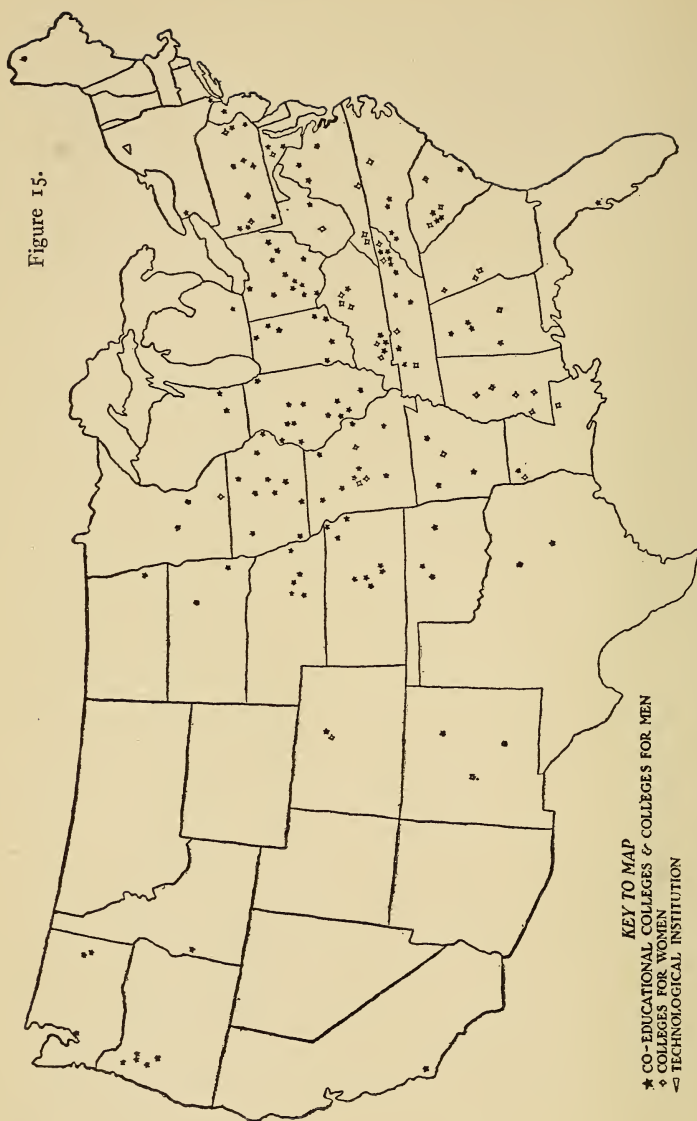 Figure 15.
KEY TO MAP
CO-EDUCATIONAL COLLEGES & COLLEGES FOR MEN
COLLEGES FOR WOMEN
TECHNOLOGICAL INSTITUTION